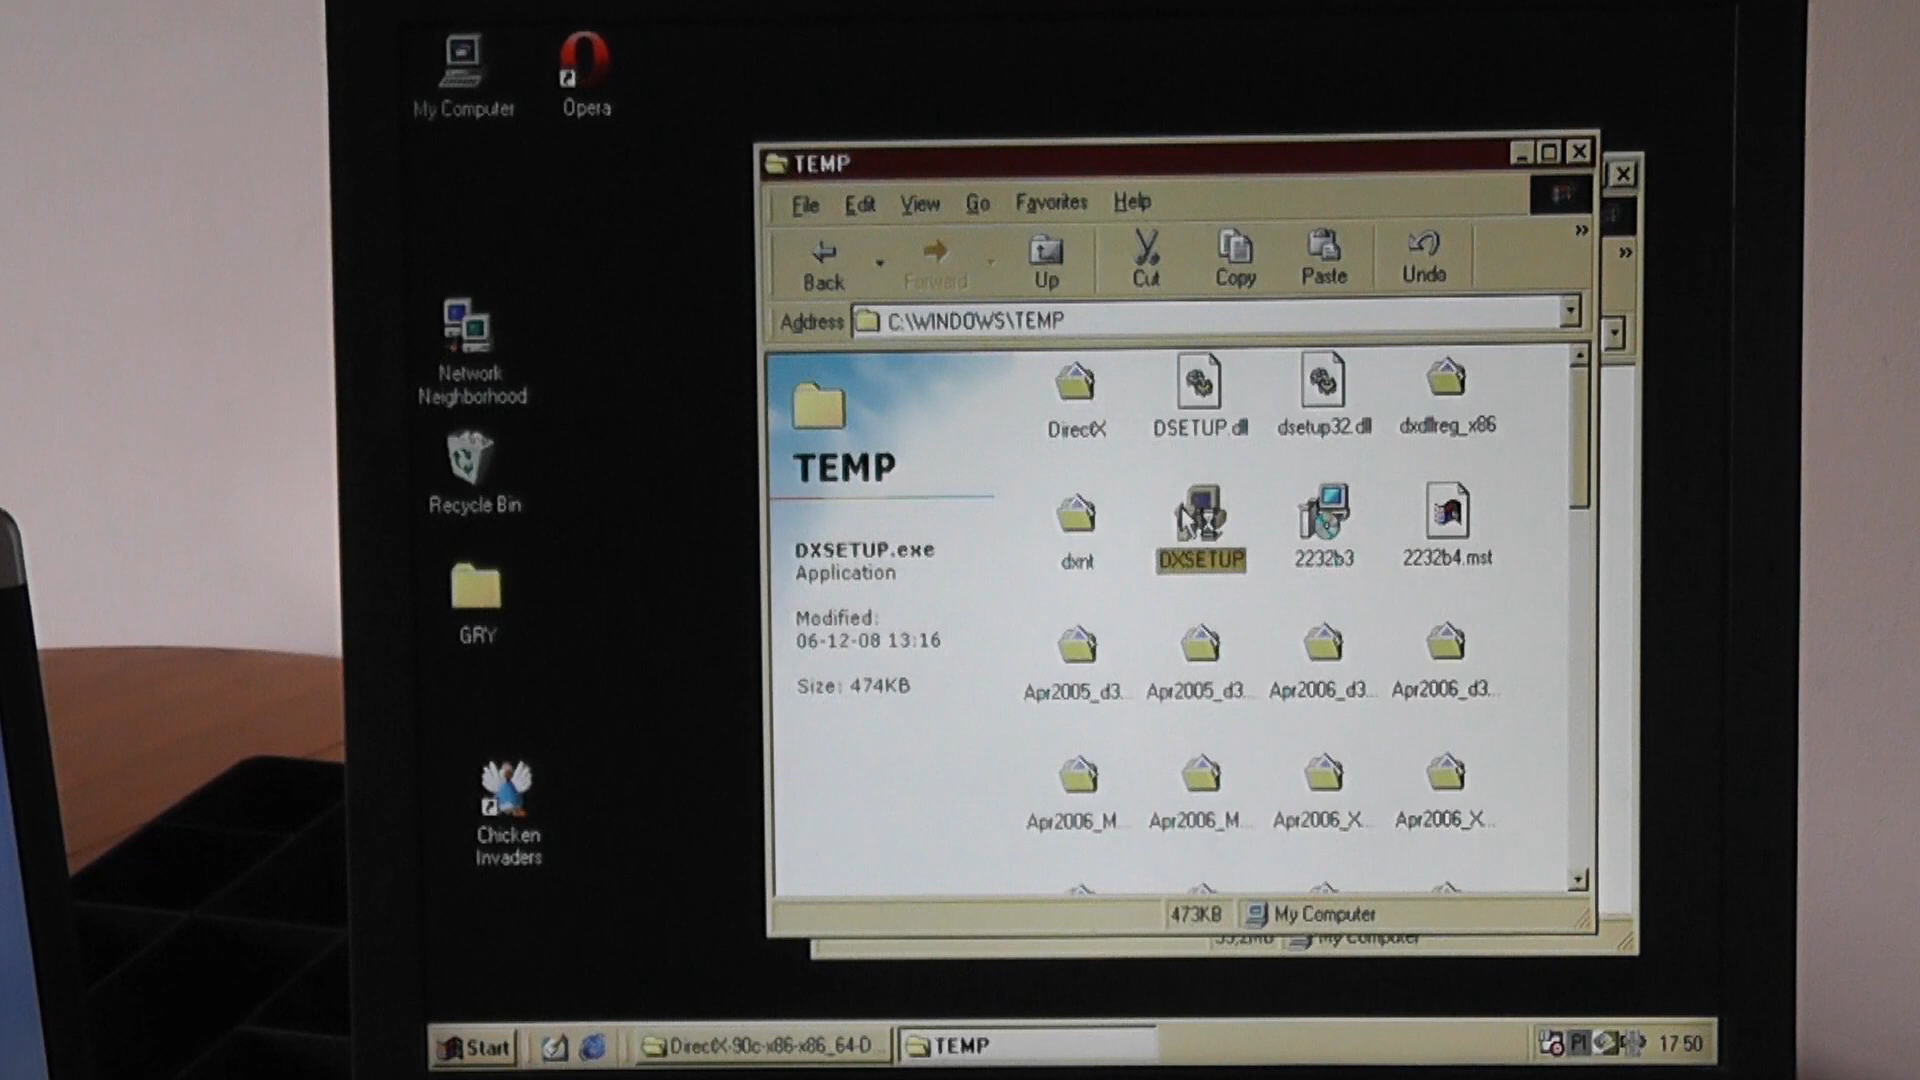 My Computer
Opera
Network
Neighborhood
Recycle Bin
GRY
Chicken
Invaders
TEMP
File Edit View Go Favorites Help
Back Forward Up Cut Copy Paste Undo
Address C:\WINDOWS\TEMP
TEMP
DXSETUP.exe
Application
Modified:
06-12-08 13:16
Size: 474KB
DirectX DSETUP.dll dsetup32.dll dxdllreg_x86
dxnt DXSETUP 2232b3 2232b4.mst
Apr2005_d3... Apr2005_d3... Apr2006_d3... Apr2006_d3...
Apr2006_M... Apr2006_M... Apr2006_X... Apr2006_X...
473KB My Computer
My Computer
Start DirectX-90c-x86-x86_64-D... TEMP Pl 17:50